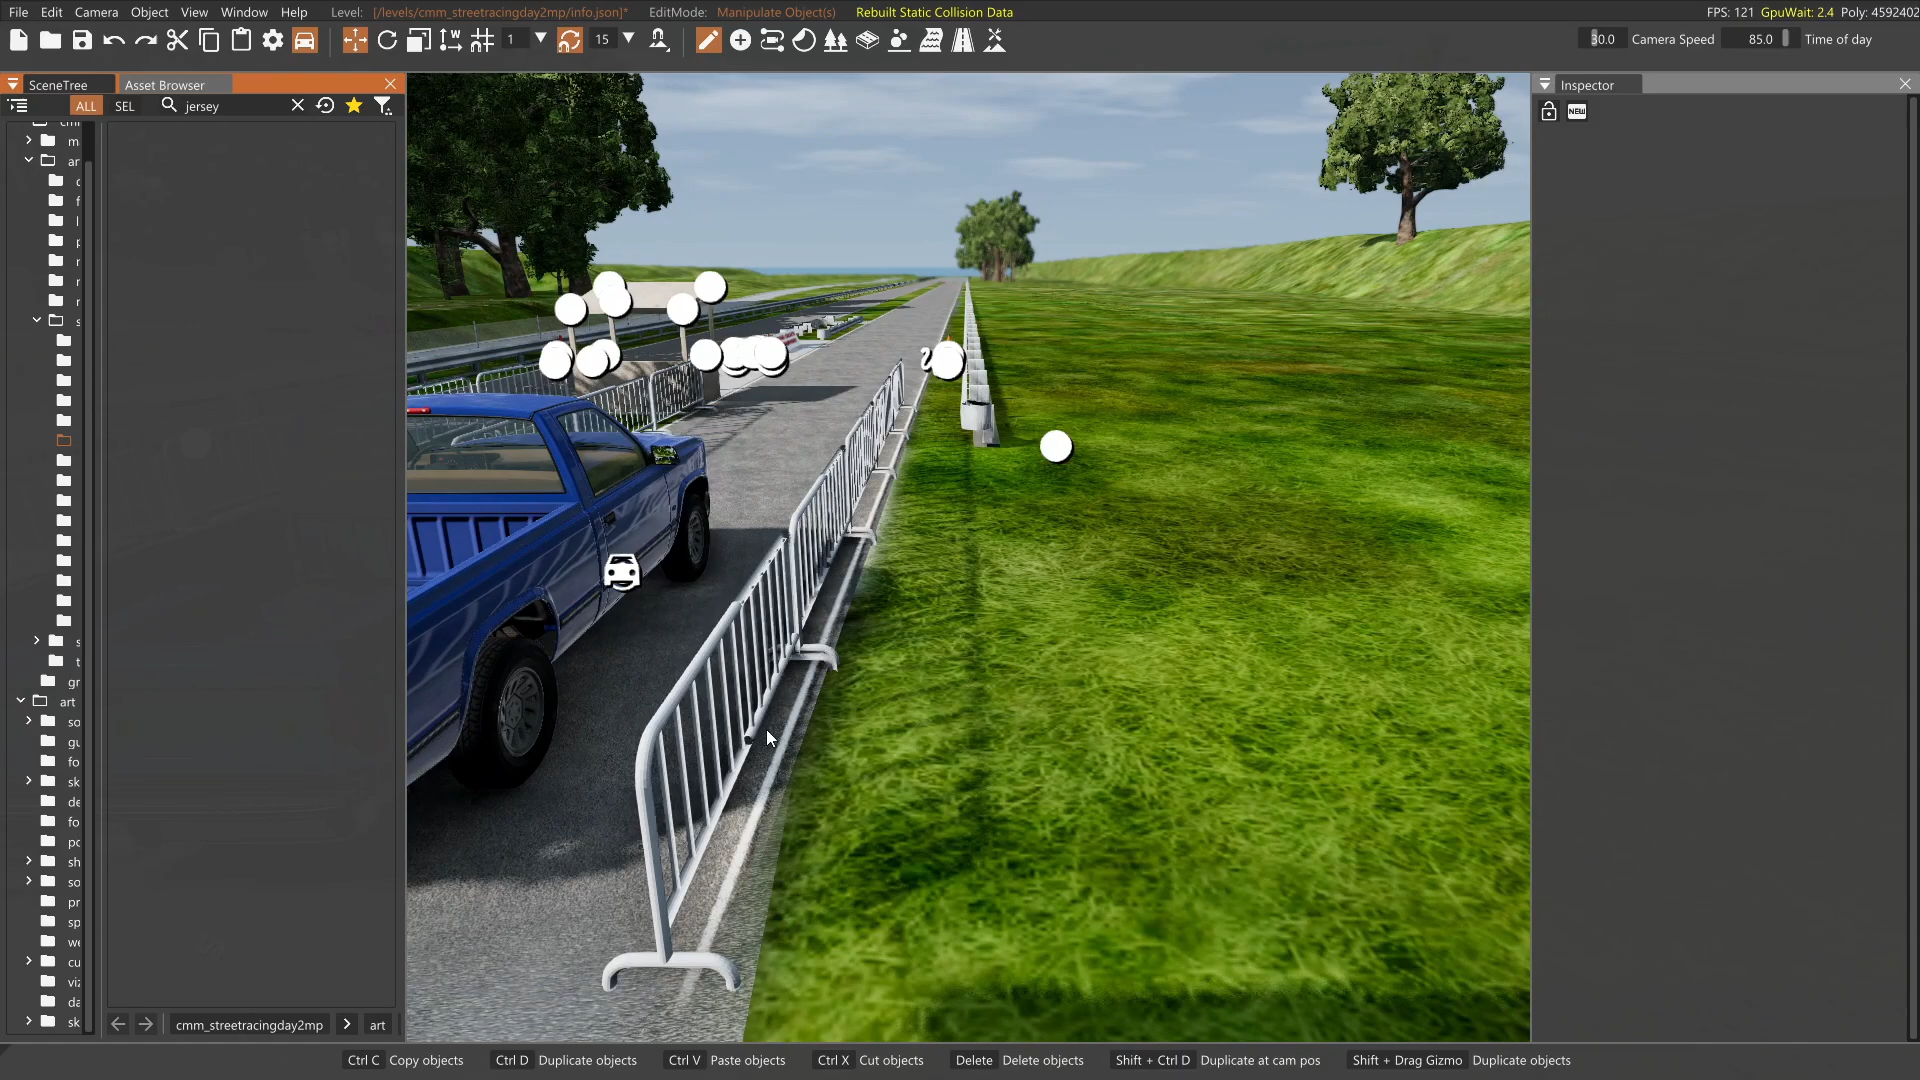 File Edit Camera Object View Window Help Level: [/levels/cmm_streetracingday2mp/info.json]* EditMode: Manipulate Object(s) Rebuilt Static Collision Data FPS: 121 GpuWait: 2.4 Poly: 4592402
1 15 30.0 Camera Speed 85.0 Time of day
SceneTree Asset Browser Inspector
ALL SEL jersey NEW
m
ar
gr
art
so
gu
fo
sk
de
fo
po
sh
so
pr
sp
we
cu
viz
da
sk
cmm_streetracingday2mp art
Ctrl C Copy objects Ctrl D Duplicate objects Ctrl V Paste objects Ctrl X Cut objects Delete Delete objects Shift + Ctrl D Duplicate at cam pos Shift + Drag Gizmo Duplicate objects